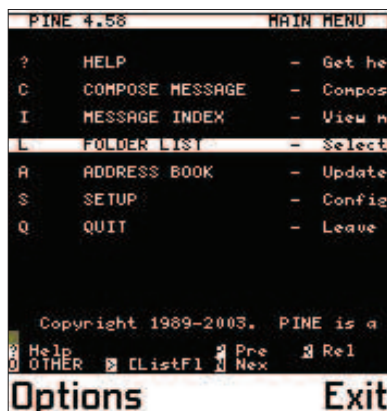 PINE 4.58 MAIN MENU
? HELP - Get he
C COMPOSE MESSAGE - Compos
I MESSAGE INDEX - View m
L FOLDER LIST - Select
A ADDRESS BOOK - Update
S SETUP - Config
Q QUIT - Leave
Copyright 1989-2003. PINE is a
? Help P Pre R Rel
O OTHER > [ListF] N Nex
Options Exit